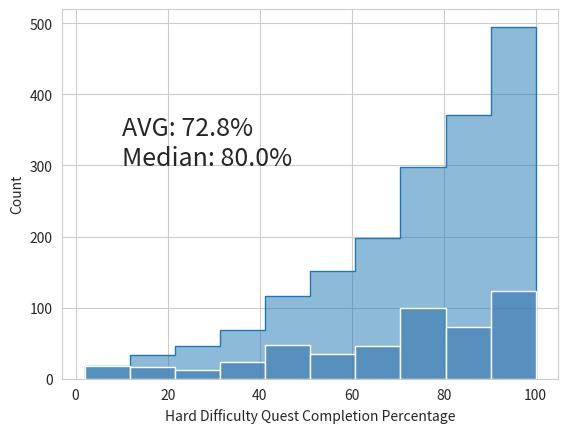 500
400
300
200
100
0
Count
AVG: 72.8%
Median: 80.0%
0 20 40 60 80 100
Hard Difficulty Quest Completion Percentage